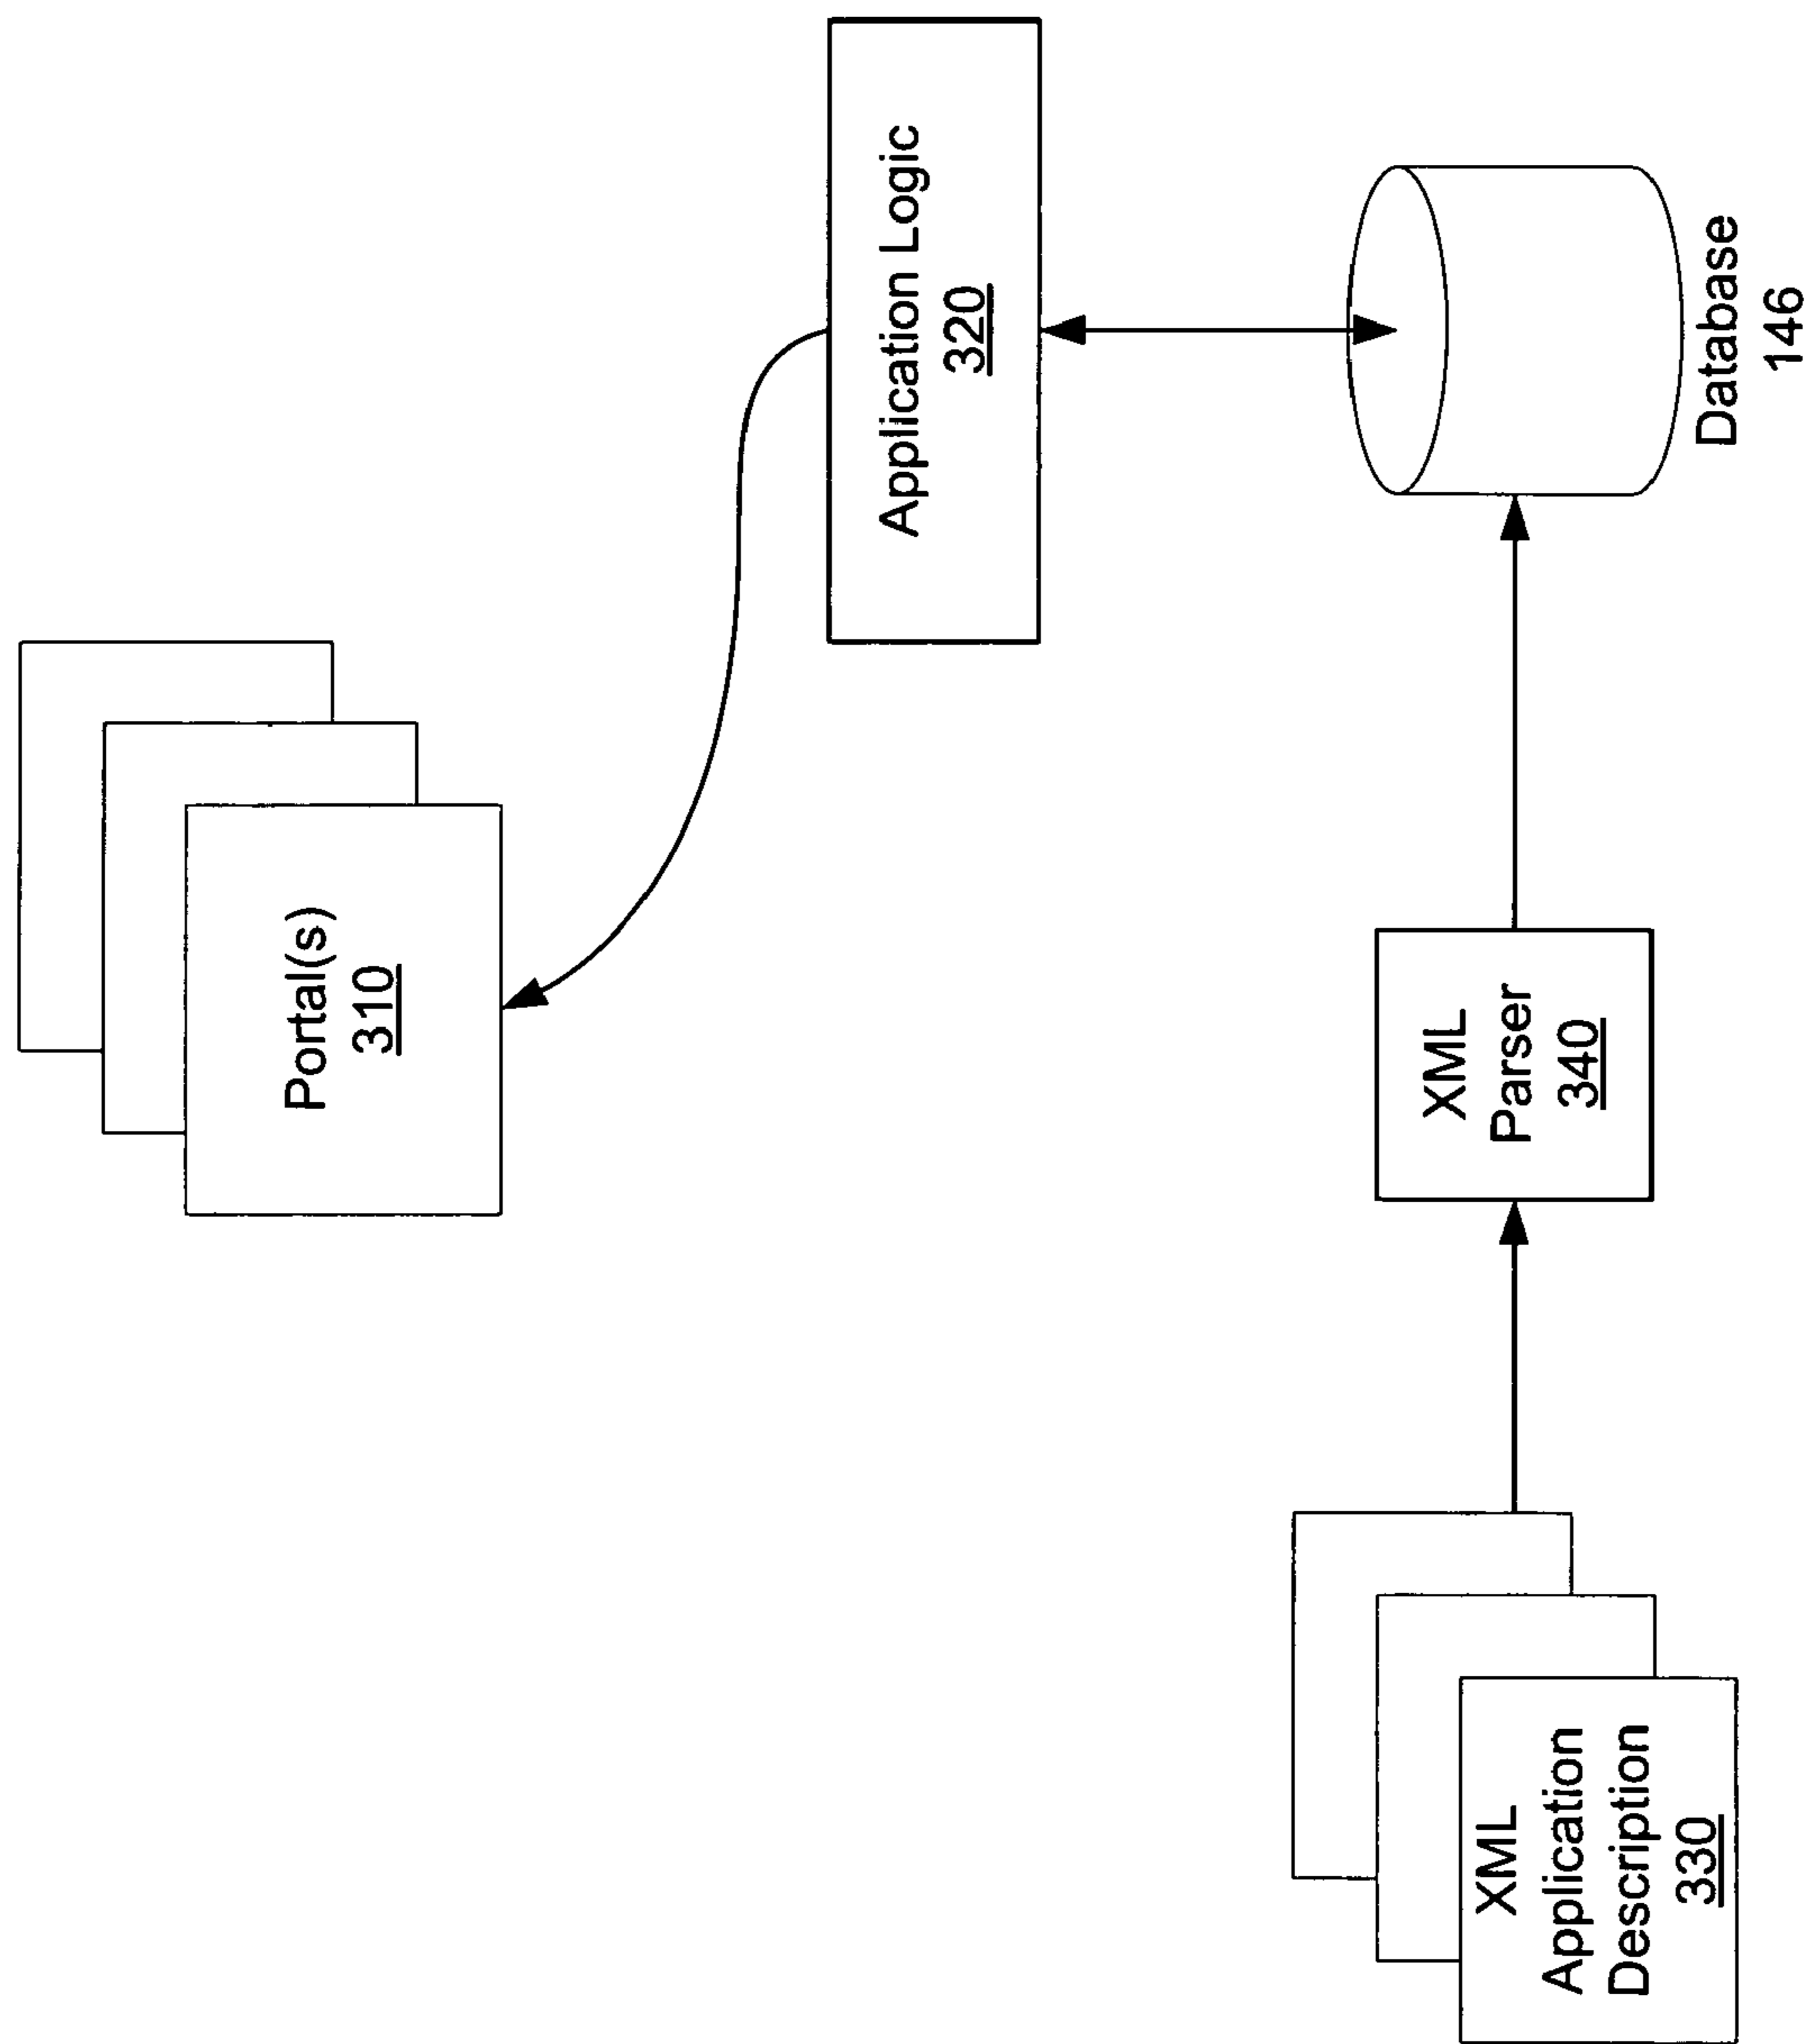 Portal(s)
310
Application Logic
320
XML
Application
Description
330
XML
Parser
340
Database
146